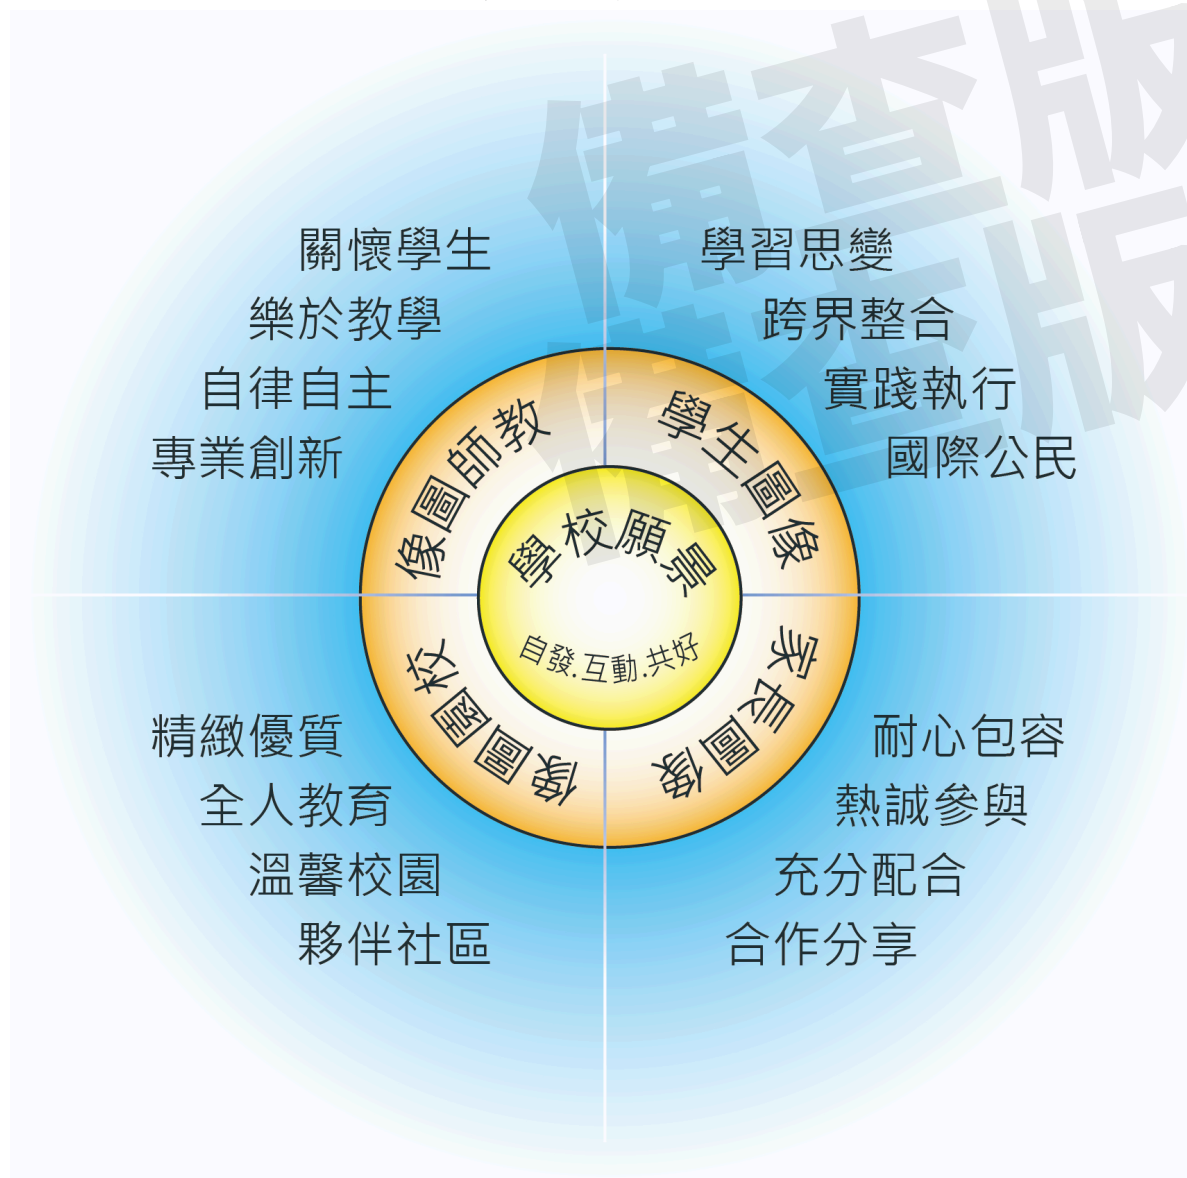 備查版
備查版
關懷學生
樂於教學
自律自主
專業創新
教師圖像
學習思變
跨界整合
實踐執行
國際公民
學生圖像
學校願景
自發.互動.共好
精緻優質
全人教育
溫馨校園
夥伴社區
校園圖像
耐心包容
熱誠參與
充分配合
合作分享
家長圖像